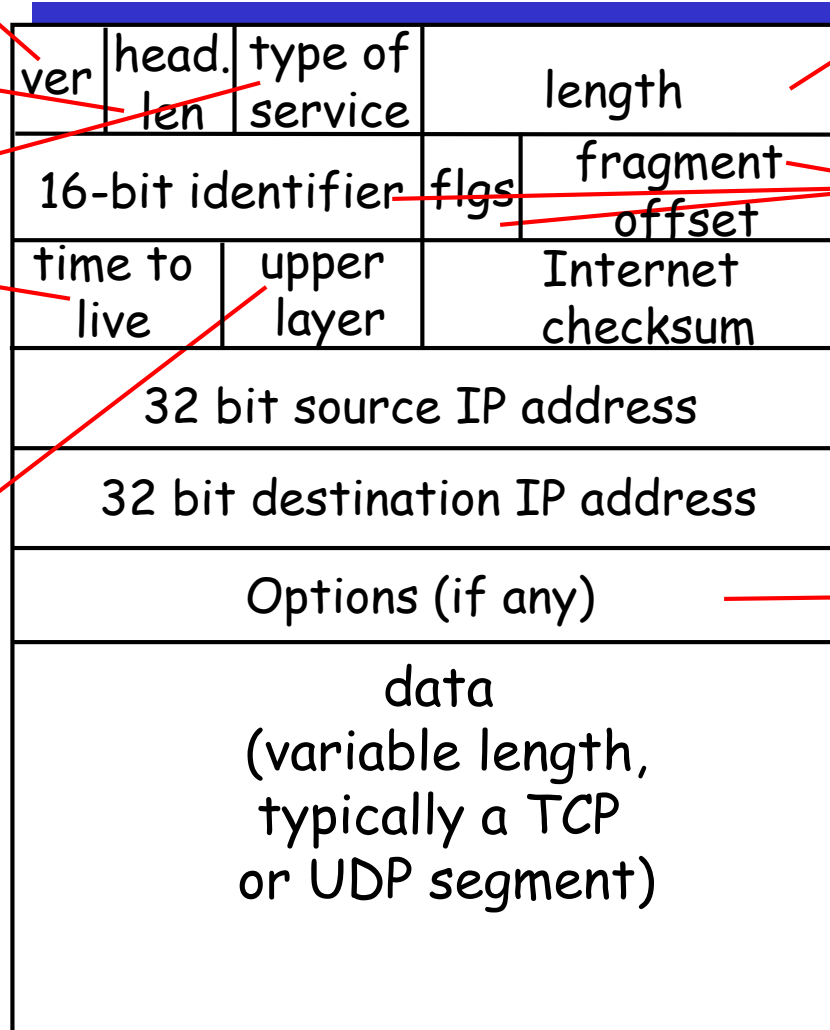 ver
head.
len
type of
service
length
16-bit identifier
flgs
fragment
offset
time to
live
upper
layer
Internet
checksum
32 bit source IP address
32 bit destination IP address
Options (if any)
data
(variable length,
typically a TCP
or UDP segment)